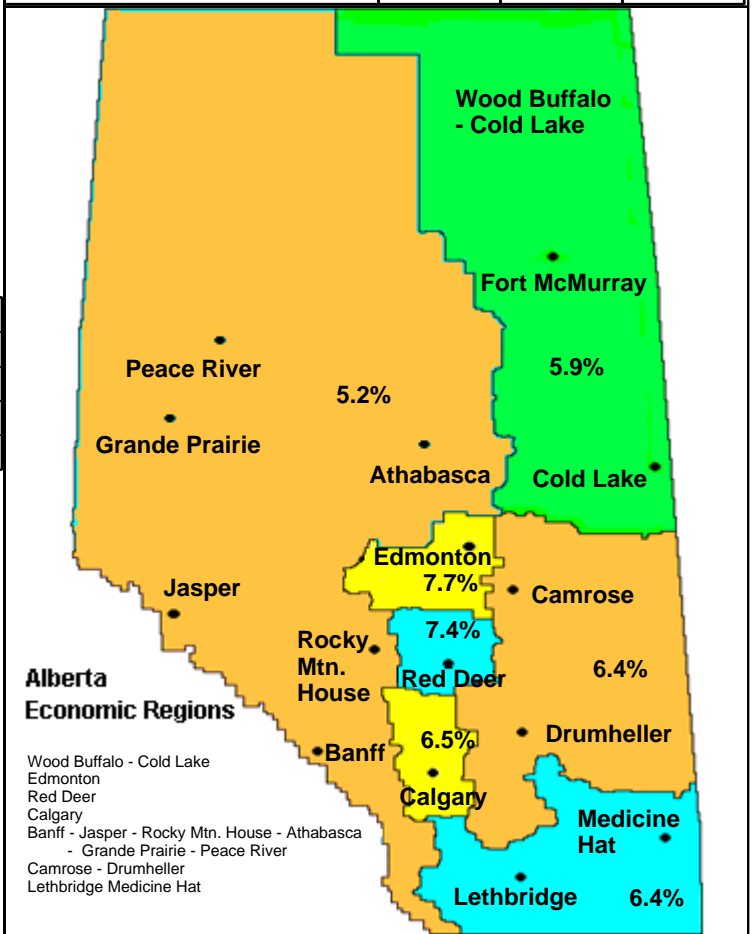 Wood Buffalo
- Cold Lake
Fort McMurray
Peace River
5.9%
5.2%
Grande Prairie
Athabasca
Cold Lake
Edmonton
7.7%
Jasper
Camrose
7.4%
Rocky
Mtn.
House
Red Deer
6.4%
Alberta
Economic Regions
6.5%
Drumheller
Banff
Calgary
Wood Buffalo - Cold Lake
Edmonton
Red Deer
Calgary
Banff - Jasper - Rocky Mtn. House - Athabasca
- Grande Prairie - Peace River
Camrose - Drumheller
Lethbridge Medicine Hat
Medicine
Hat
Lethbridge
6.4%